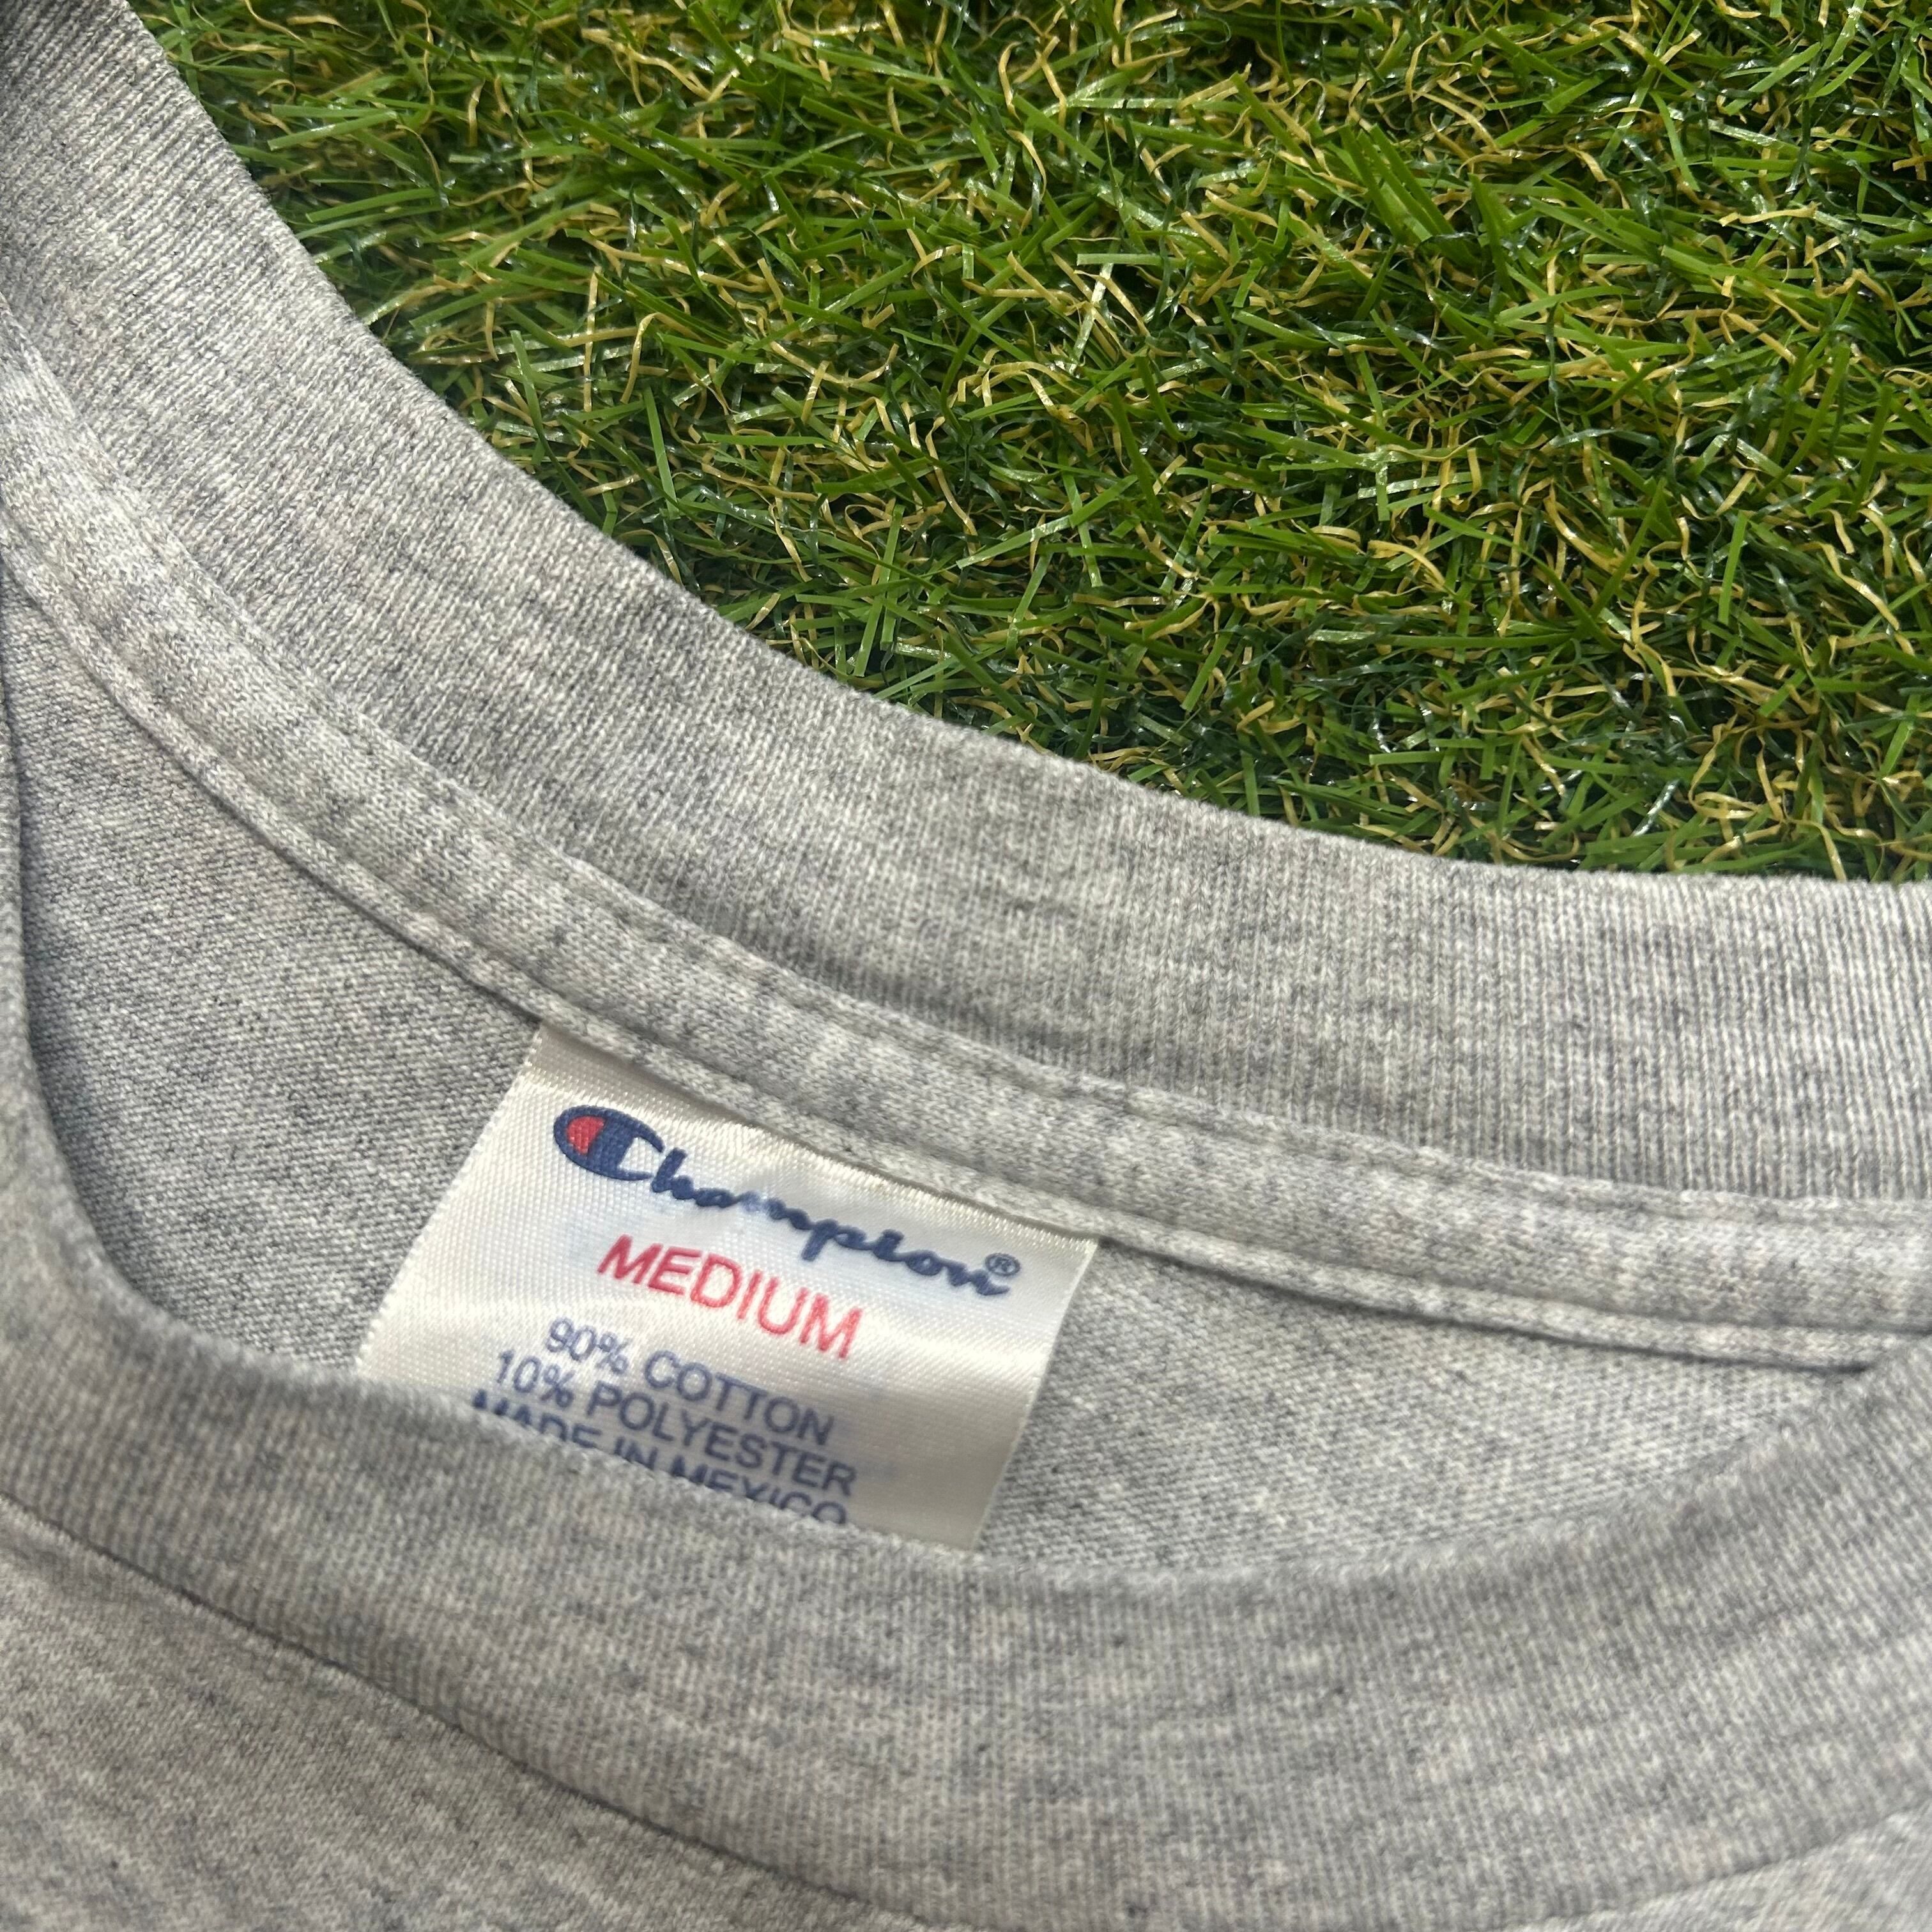 Champion®
MEDIUM
90% COTTON
10% POLYESTER
MADE IN MEXICO